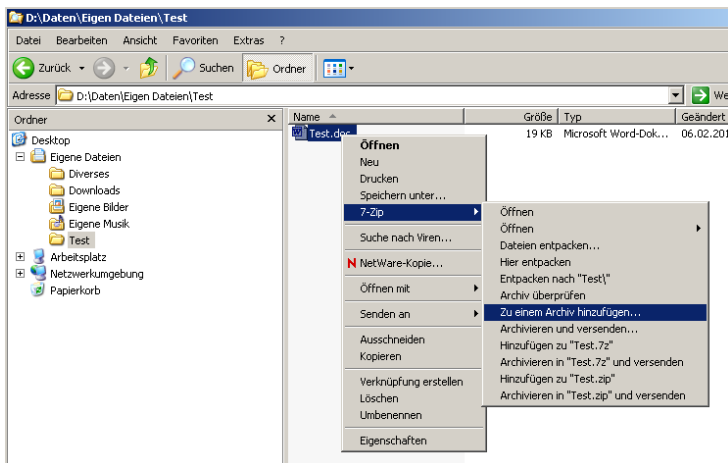 D:\Daten\Eigen Dateien\Test
Datei Bearbeiten Ansicht Favoriten Extras ?
Zurück Suchen Ordner
Adresse D:\Daten\Eigen Dateien\Test We
Ordner x
Desktop
Eigene Dateien
Diverses
Downloads
Eigene Bilder
Eigene Musik
Test
Arbeitsplatz
Netzwerkumgebung
Papierkorb
Name Größe Typ Geändert
Test.doc 19 KB Microsoft Word-Dok... 06.02.201
Öffnen
Neu
Drucken
Speichern unter...
7-Zip
Suche nach Viren...
NetWare-Kopie...
Öffnen mit
Senden an
Ausschneiden
Kopieren
Verknüpfung erstellen
Löschen
Umbenennen
Eigenschaften
Öffnen
Öffnen
Dateien entpacken...
Hier entpacken
Entpacken nach "Test\"
Archiv überprüfen
Zu einem Archiv hinzufügen...
Archivieren und versenden...
Hinzufügen zu "Test.7z"
Archivieren in "Test.7z" und versenden
Hinzufügen zu "Test.zip"
Archivieren in "Test.zip" und versenden